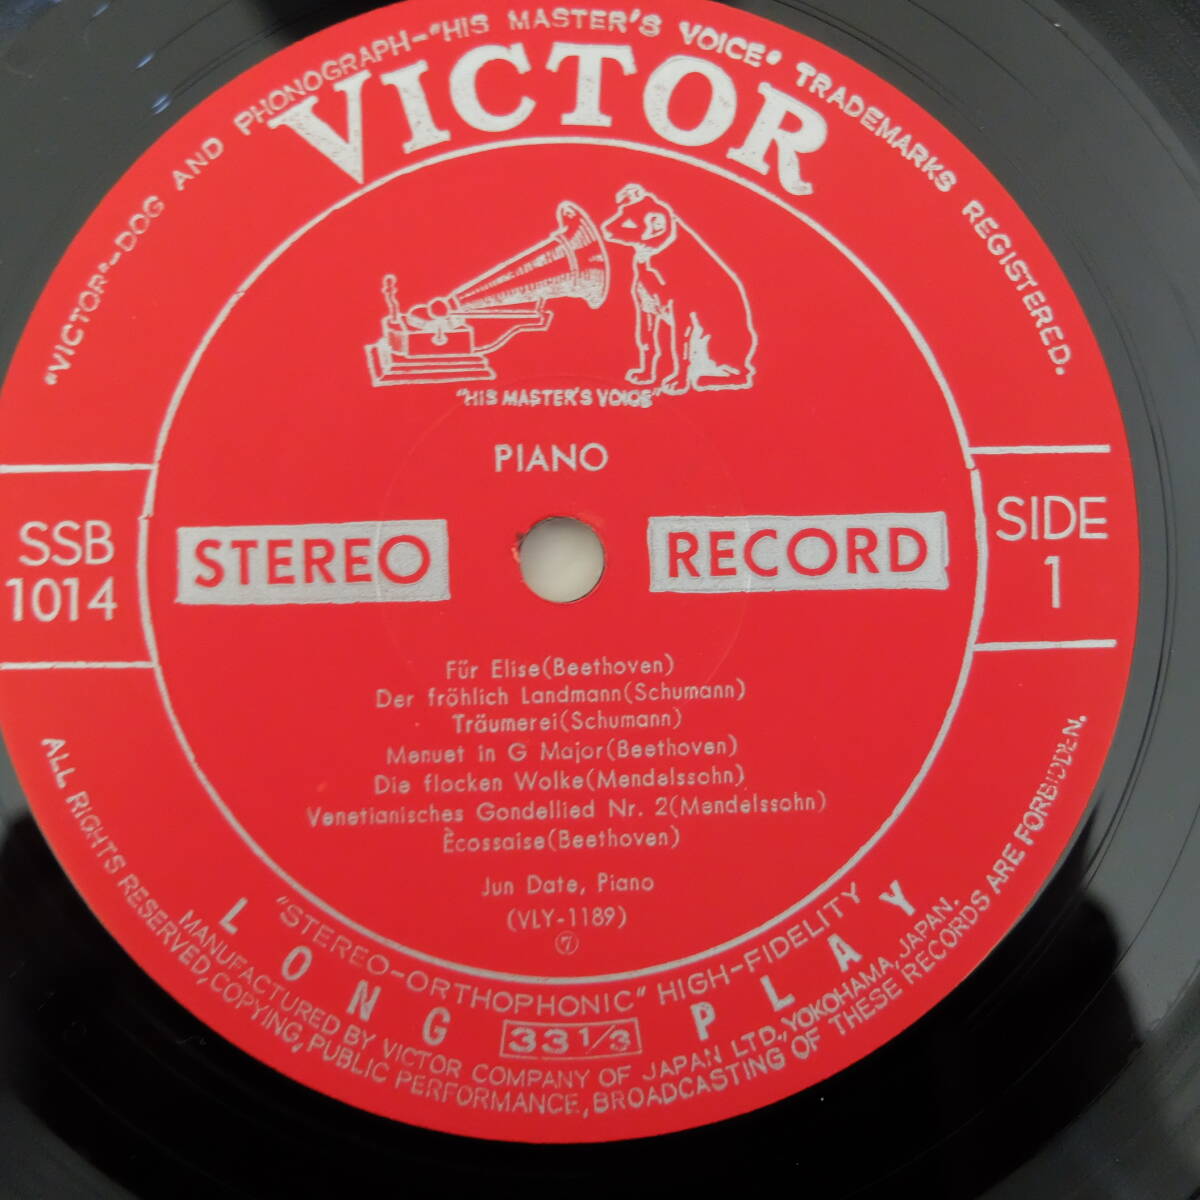 "VICTOR"-DOG AND PHONOGRAPH-"HIS MASTER'S VOICE" TRADEMARKS REGISTERED.
VICTOR
"HIS MASTER'S VOICE"
PIANO
SSB
1014
STEREO RECORD
SIDE
1
Für Elise(Beethoven)
Der fröhlich Landmann(Schumann)
Träumerei(Schumann)
Menuet in G Major(Beethoven)
Die flocken Wolke(Mendelssohn)
Venetianisches Gondellied Nr. 2(Mendelssohn)
Ècossaise(Beethoven)
Jun Date, Piano
(VLY-1189)
⑦
"STEREO-ORTHOPHONIC" HIGH-FIDELITY
LONG 33 1/3 PLAY
MANUFACTURED BY VICTOR COMPANY OF JAPAN LTD., YOKOHAMA, JAPAN.
ALL RIGHTS RESERVED, COPYING, PUBLIC PERFORMANCE, BROADCASTING OF THESE RECORDS ARE FORBIDDEN.